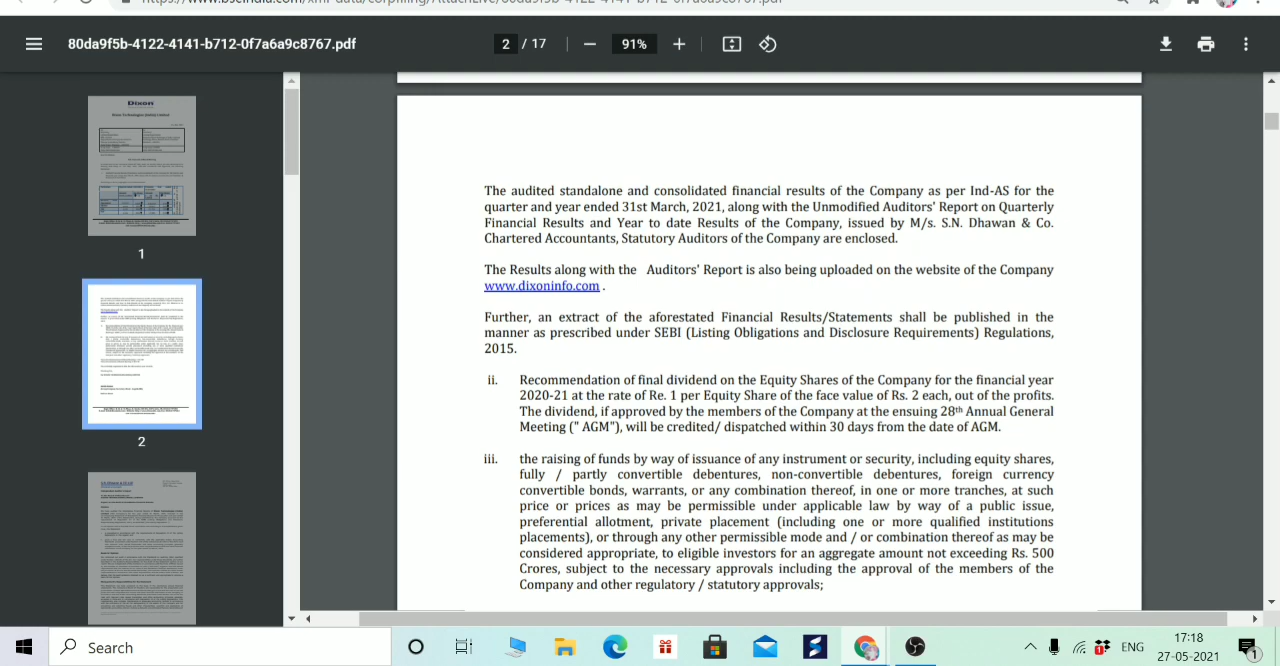 80da9f5b-4122-4141-b712-0f7a6a9c8767.pdf
2 / 17
91%
Dixon
1
2
The audited standalone and consolidated financial results of the Company as per Ind-AS for the
quarter and year ended 31st March, 2021, along with the Unmodified Auditors' Report on Quarterly
Financial Results and Year to date Results of the Company, issued by M/s. S.N. Dhawan & Co.
Chartered Accountants, Statutory Auditors of the Company are enclosed.
The Results along with the Auditors' Report is also being uploaded on the website of the Company
www.dixoninfo.com .
Further, an extract of the aforestated Financial Results/Statements shall be published in the
manner as prescribed under SEBI (Listing Obligations and Disclosure Requirements) Regulations,
2015.
ii. Recommendation of final dividend on the Equity Shares of the Company for the financial year
2020-21 at the rate of Re. 1 per Equity Share of the face value of Rs. 2 each, out of the profits.
The dividend, if approved by the members of the Company at the ensuing 28th Annual General
Meeting (" AGM"), will be credited/ dispatched within 30 days from the date of AGM.
iii. the raising of funds by way of issuance of any instrument or security, including equity shares,
fully / partly convertible debentures, non-convertible debentures, foreign currency
convertible bonds, warrants, or any combination thereof, in one or more tranches, at such
price or prices as may be permissible under applicable law by way of a public issue,
preferential allotment, private placement (including one or more qualified institutions
placements), or through any other permissible mode and / or combination thereof as may be
considered appropriate, to eligible investors for an aggregate amount not exceeding Rs. 500
Crores, subject to the necessary approvals including the approval of the members of the
Company and other regulatory / statutory approvals;
Search
ENG
17:18
27-05-2021
1